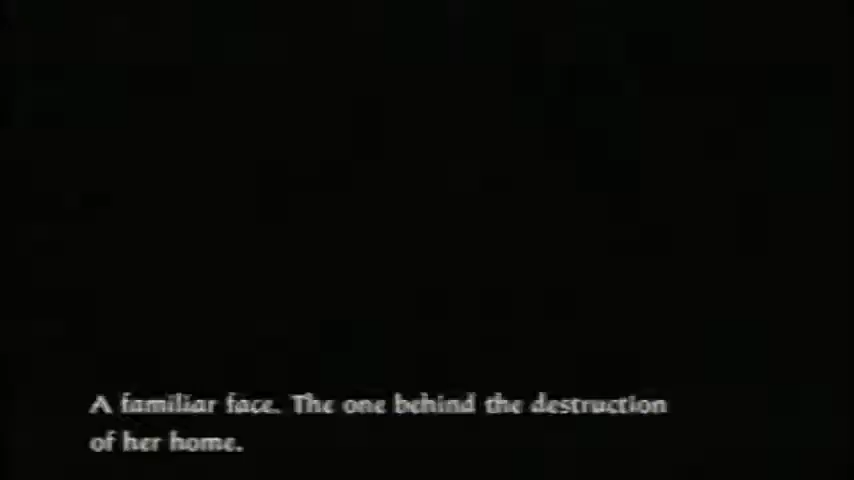 A familiar face. The one behind the destruction
of her home.